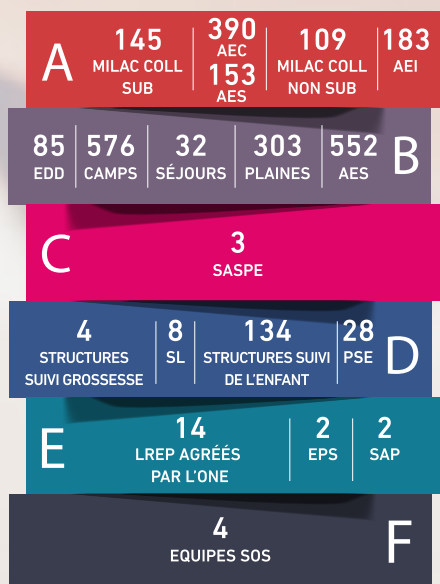 A
145
MILAC COLL
SUB
390
AEC
153
AES
109
MILAC COLL
NON SUB
183
AEI
85
EDD
576
CAMPS
32
SÉJOURS
303
PLAINES
552
AES
B
C
3
SASPE
4
STRUCTURES
SUIVI GROSSESSE
8
SL
134
STRUCTURES SUIVI
DE L'ENFANT
28
PSE
D
E
14
LREP AGRÉÉS
PAR L'ONE
2
EPS
2
SAP
4
EQUIPES SOS
F